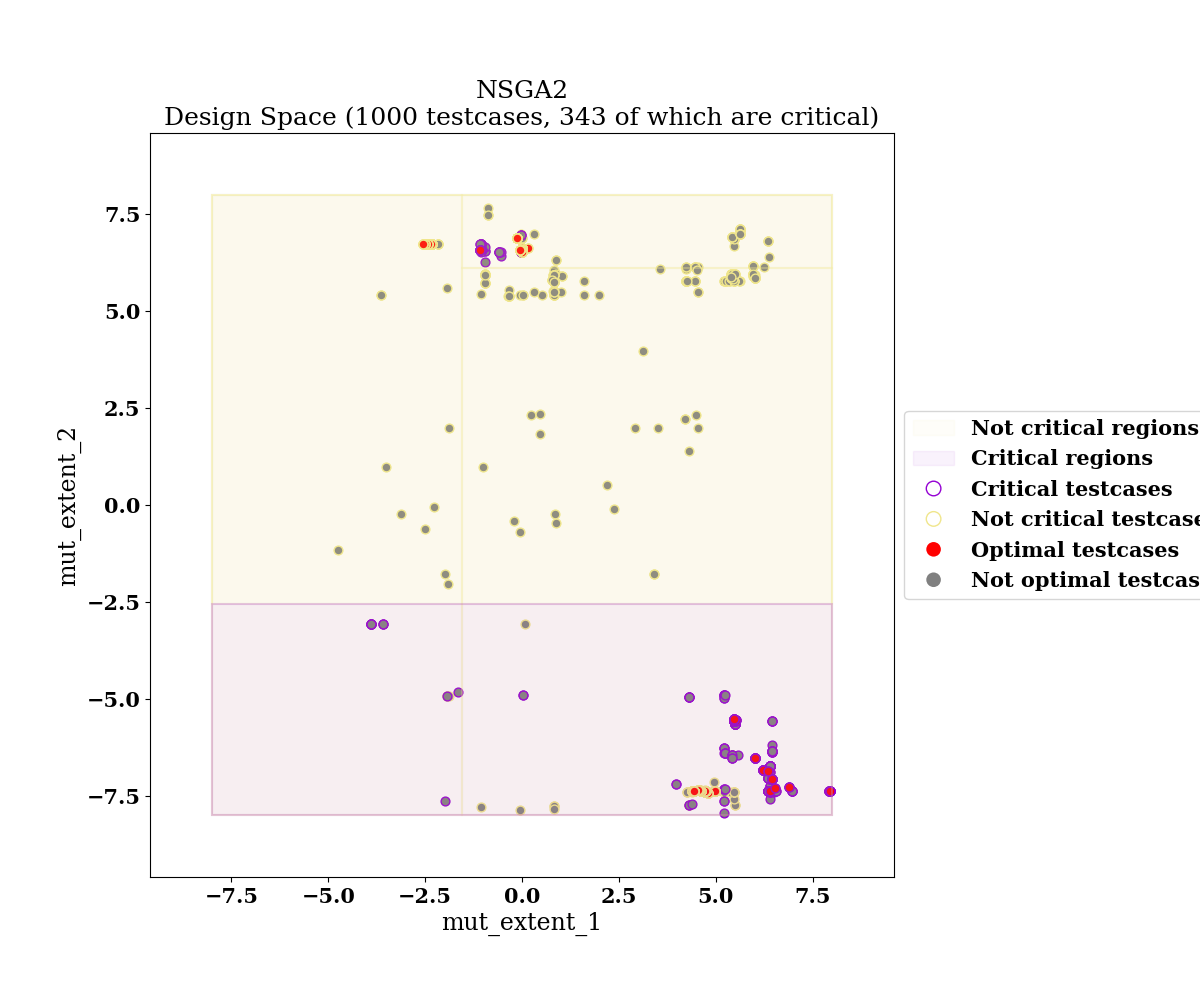 NSGA2
Design Space (1000 testcases, 343 of which are critical)
mut_extent_2
7.5
5.0
2.5
0.0
−2.5
−5.0
−7.5
−7.5 −5.0 −2.5 0.0 2.5 5.0 7.5
mut_extent_1
Not critical regions
Critical regions
Critical testcases
Not critical testcase
Optimal testcases
Not optimal testcas